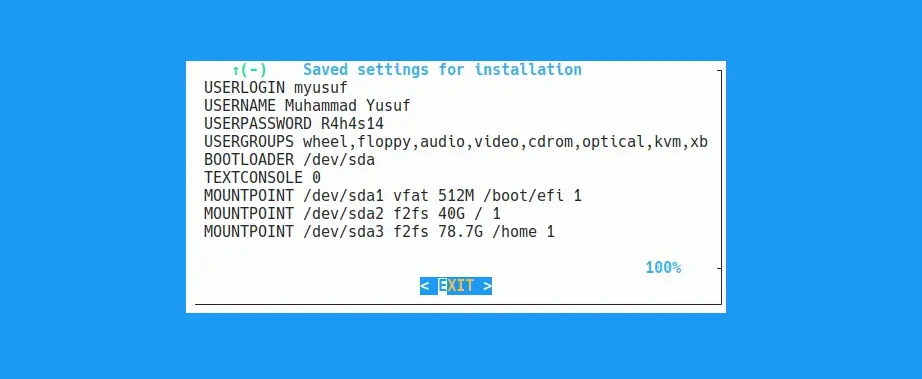 ↑(-) Saved settings for installation
USERLOGIN myusuf
USERNAME Muhammad Yusuf
USERPASSWORD R4h4s14
USERGROUPS wheel,floppy,audio,video,cdrom,optical,kvm,xb
BOOTLOADER /dev/sda
TEXTCONSOLE 0
MOUNTPOINT /dev/sda1 vfat 512M /boot/efi 1
MOUNTPOINT /dev/sda2 f2fs 40G / 1
MOUNTPOINT /dev/sda3 f2fs 78.7G /home 1
100%
< EXIT >